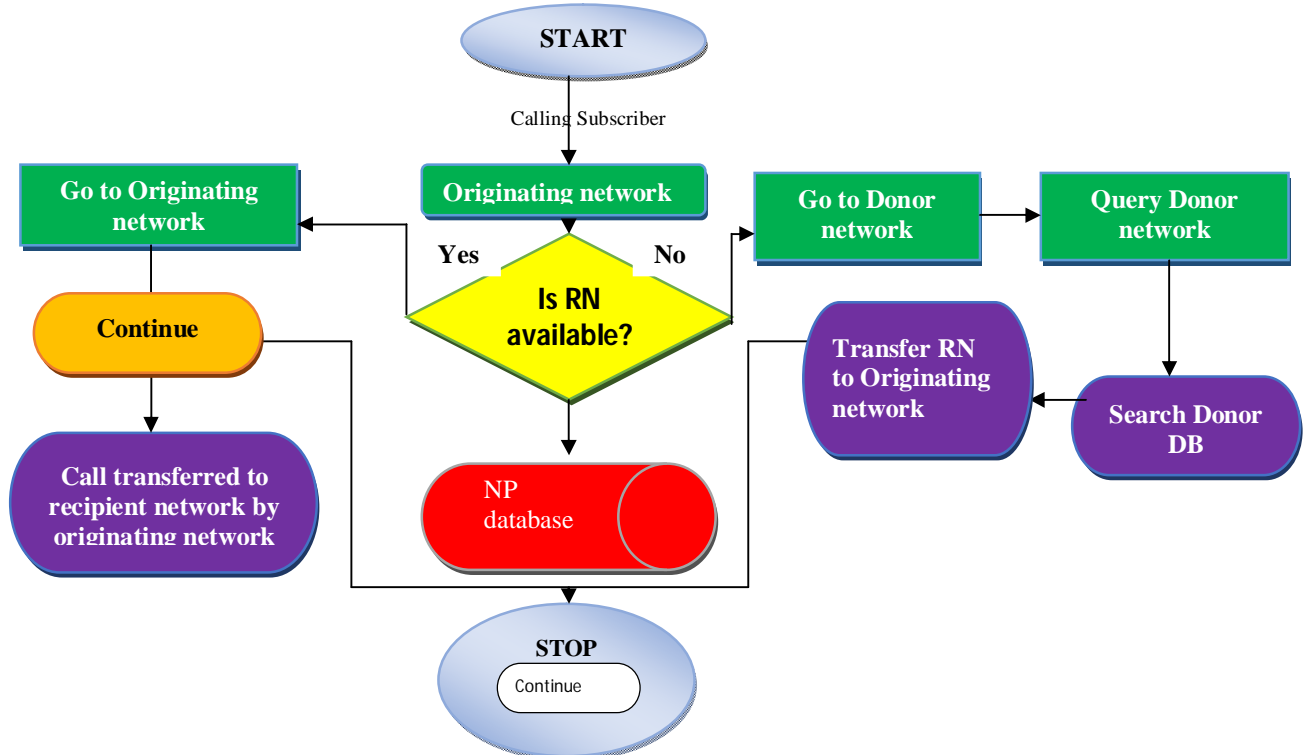 START
Calling Subscriber
Originating network
Go to Originating
network
Yes
No
Is RN
available?
Go to Donor
network
Query Donor
network
Continue
Transfer RN
to Originating
network
Search Donor
DB
Call transferred to
recipient network by
originating network
NP
database
STOP
Continue